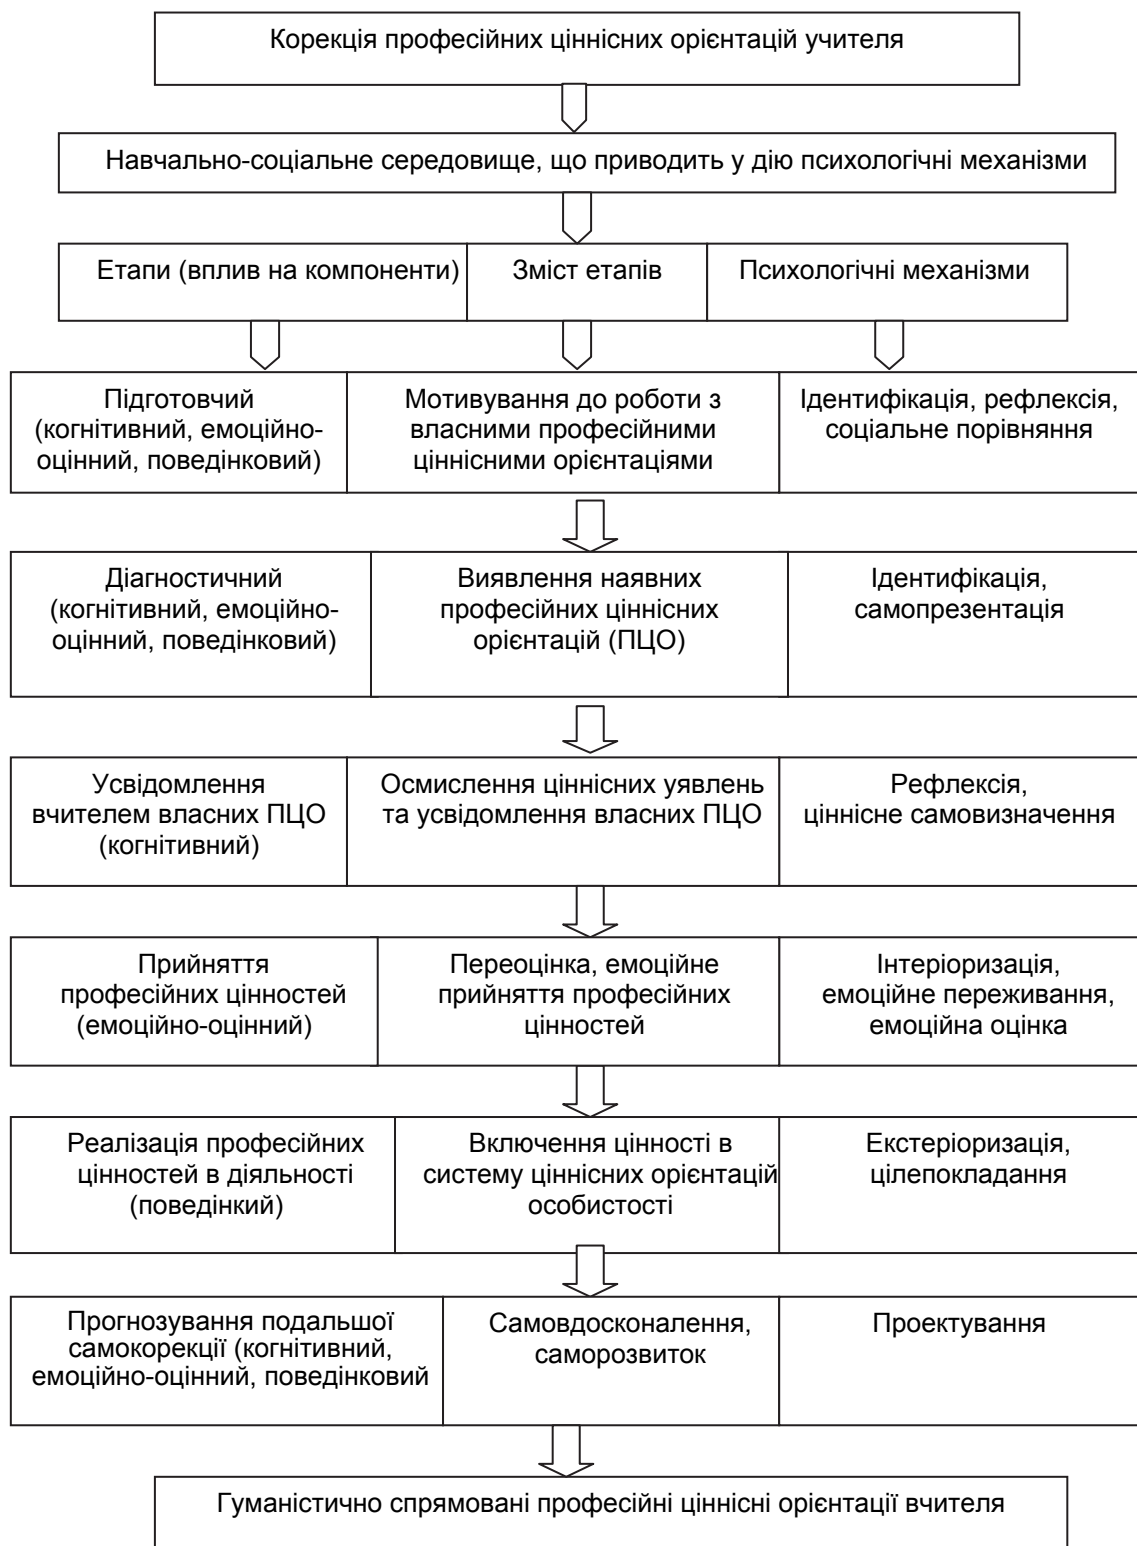 Корекція професійних ціннісних орієнтацій учителя
Навчально-соціальне середовище, що приводить у дію психологічні механізми
Етапи (вплив на компоненти)
Зміст етапів
Психологічні механізми
Підготовчий
(когнітивний, емоційно-
оцінний, поведінковий)
Мотивування до роботи з
власними професійними
ціннісними орієнтаціями
Ідентифікація, рефлексія,
соціальне порівняння
Діагностичний
(когнітивний, емоційно-
оцінний, поведінковий)
Виявлення наявних
професійних ціннісних
орієнтацій (ПЦО)
Ідентифікація,
самопрезентація
Усвідомлення
вчителем власних ПЦО
(когнітивний)
Осмислення ціннісних уявлень
та усвідомлення власних ПЦО
Рефлексія,
ціннісне самовизначення
Прийняття
професійних цінностей
(емоційно-оцінний)
Переоцінка, емоційне
прийняття професійних
цінностей
Інтеріоризація,
емоційне переживання,
емоційна оцінка
Реалізація професійних
цінностей в діяльності
(поведінкий)
Включення цінності в
систему ціннісних орієнтацій
особистості
Екстеріоризація,
цілепокладання
Прогнозування подальшої
самокорекції (когнітивний,
емоційно-оцінний, поведінковий
Самовдосконалення,
саморозвиток
Проектування
Гуманістично спрямовані професійні ціннісні орієнтації вчителя